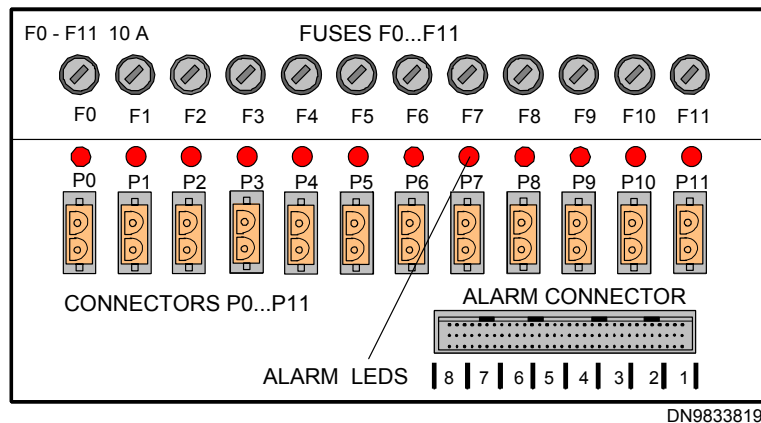 F0 - F11 10 A FUSES F0...F11
F0 F1 F2 F3 F4 F5 F6 F7 F8 F9 F10 F11
P0 P1 P2 P3 P4 P5 P6 P7 P8 P9 P10 P11
CONNECTORS P0...P11 ALARM CONNECTOR
ALARM LEDS 8 7 6 5 4 3 2 1
DN9833819